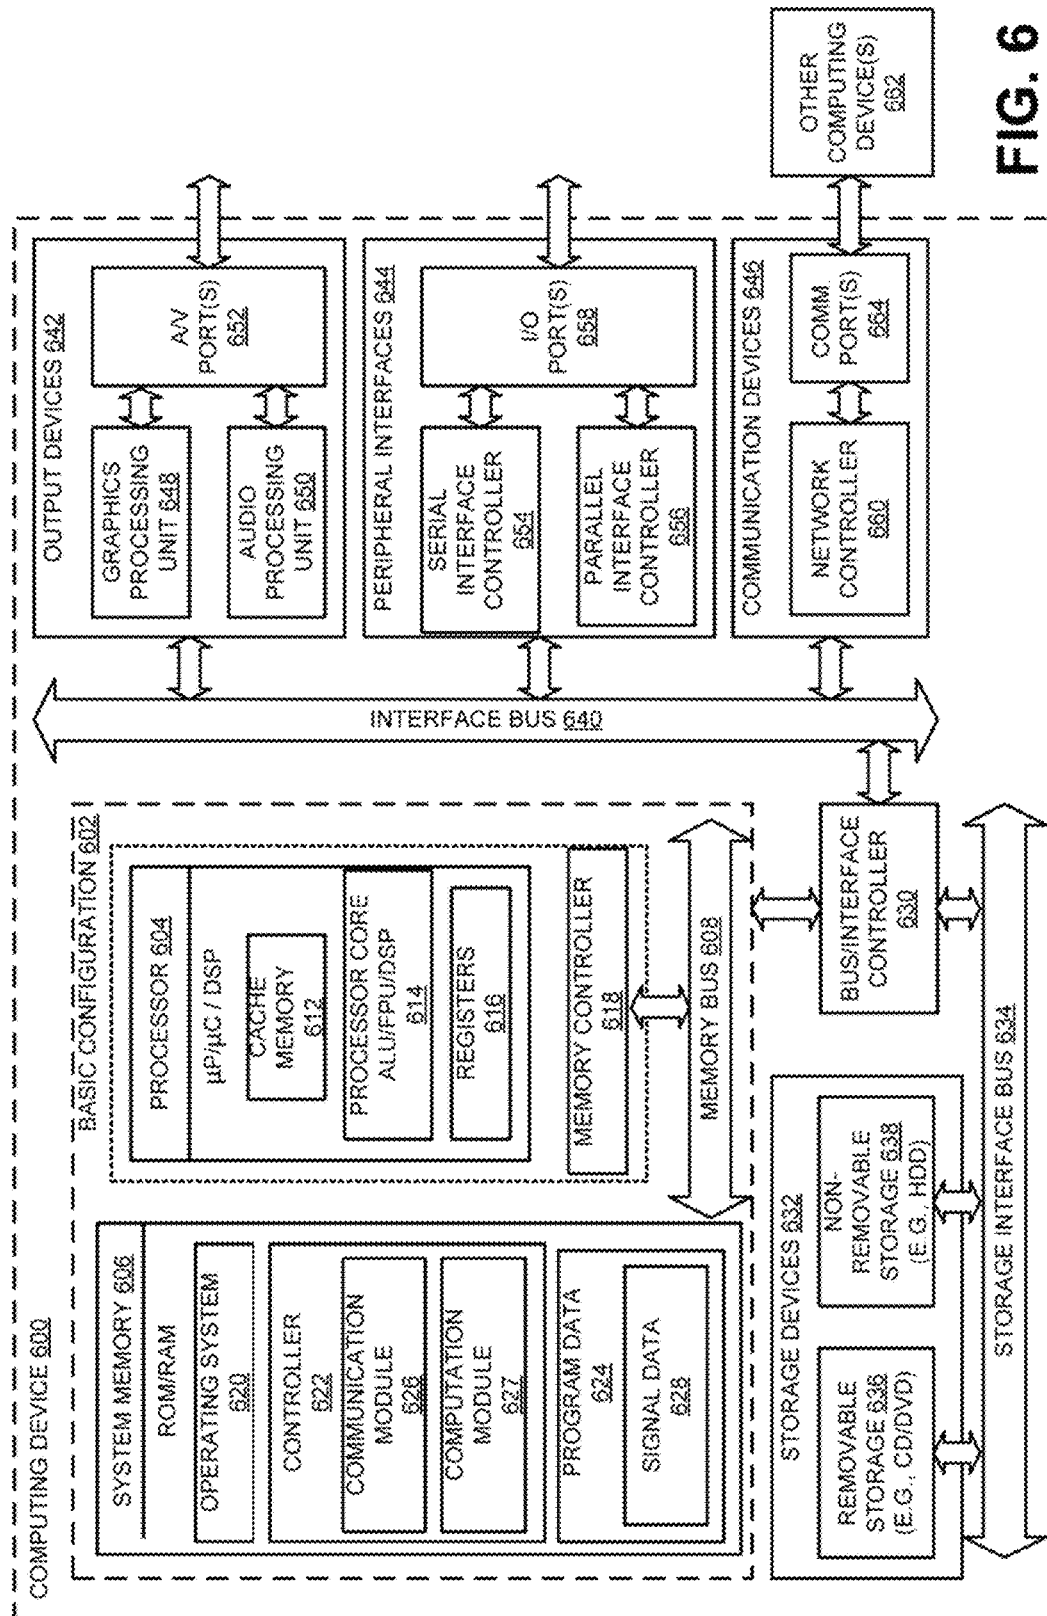 COMPUTING DEVICE 600
BASIC CONFIGURATION 602
SYSTEM MEMORY 606
ROM/RAM
OPERATING SYSTEM
620
CONTROLLER
622
COMMUNICATION
MODULE 626
COMPUTATION
MODULE 627
PROGRAM DATA
624
SIGNAL DATA
628
PROCESSOR 604
µP/µC / DSP
CACHE
MEMORY
612
PROCESSOR CORE
ALU/FPU/DSP
614
REGISTERS
616
MEMORY CONTROLLER
618
MEMORY BUS 608
STORAGE DEVICES 632
REMOVABLE
STORAGE 636
(E.G., CD/DVD)
NON-
REMOVABLE
STORAGE 638
(E.G., HDD)
BUS/INTERFACE
CONTROLLER
630
STORAGE INTERFACE BUS 634
INTERFACE BUS 640
OUTPUT DEVICES 642
GRAPHICS
PROCESSING
UNIT 648
AUDIO
PROCESSING
UNIT 650
A/V
PORT(S)
652
PERIPHERAL INTERFACES 644
SERIAL
INTERFACE
CONTROLLER
654
PARALLEL
INTERFACE
CONTROLLER
656
I/O
PORT(S)
658
COMMUNICATION DEVICES 646
NETWORK
CONTROLLER
660
COMM
PORT(S)
664
OTHER
COMPUTING
DEVICE(S)
662
FIG. 6